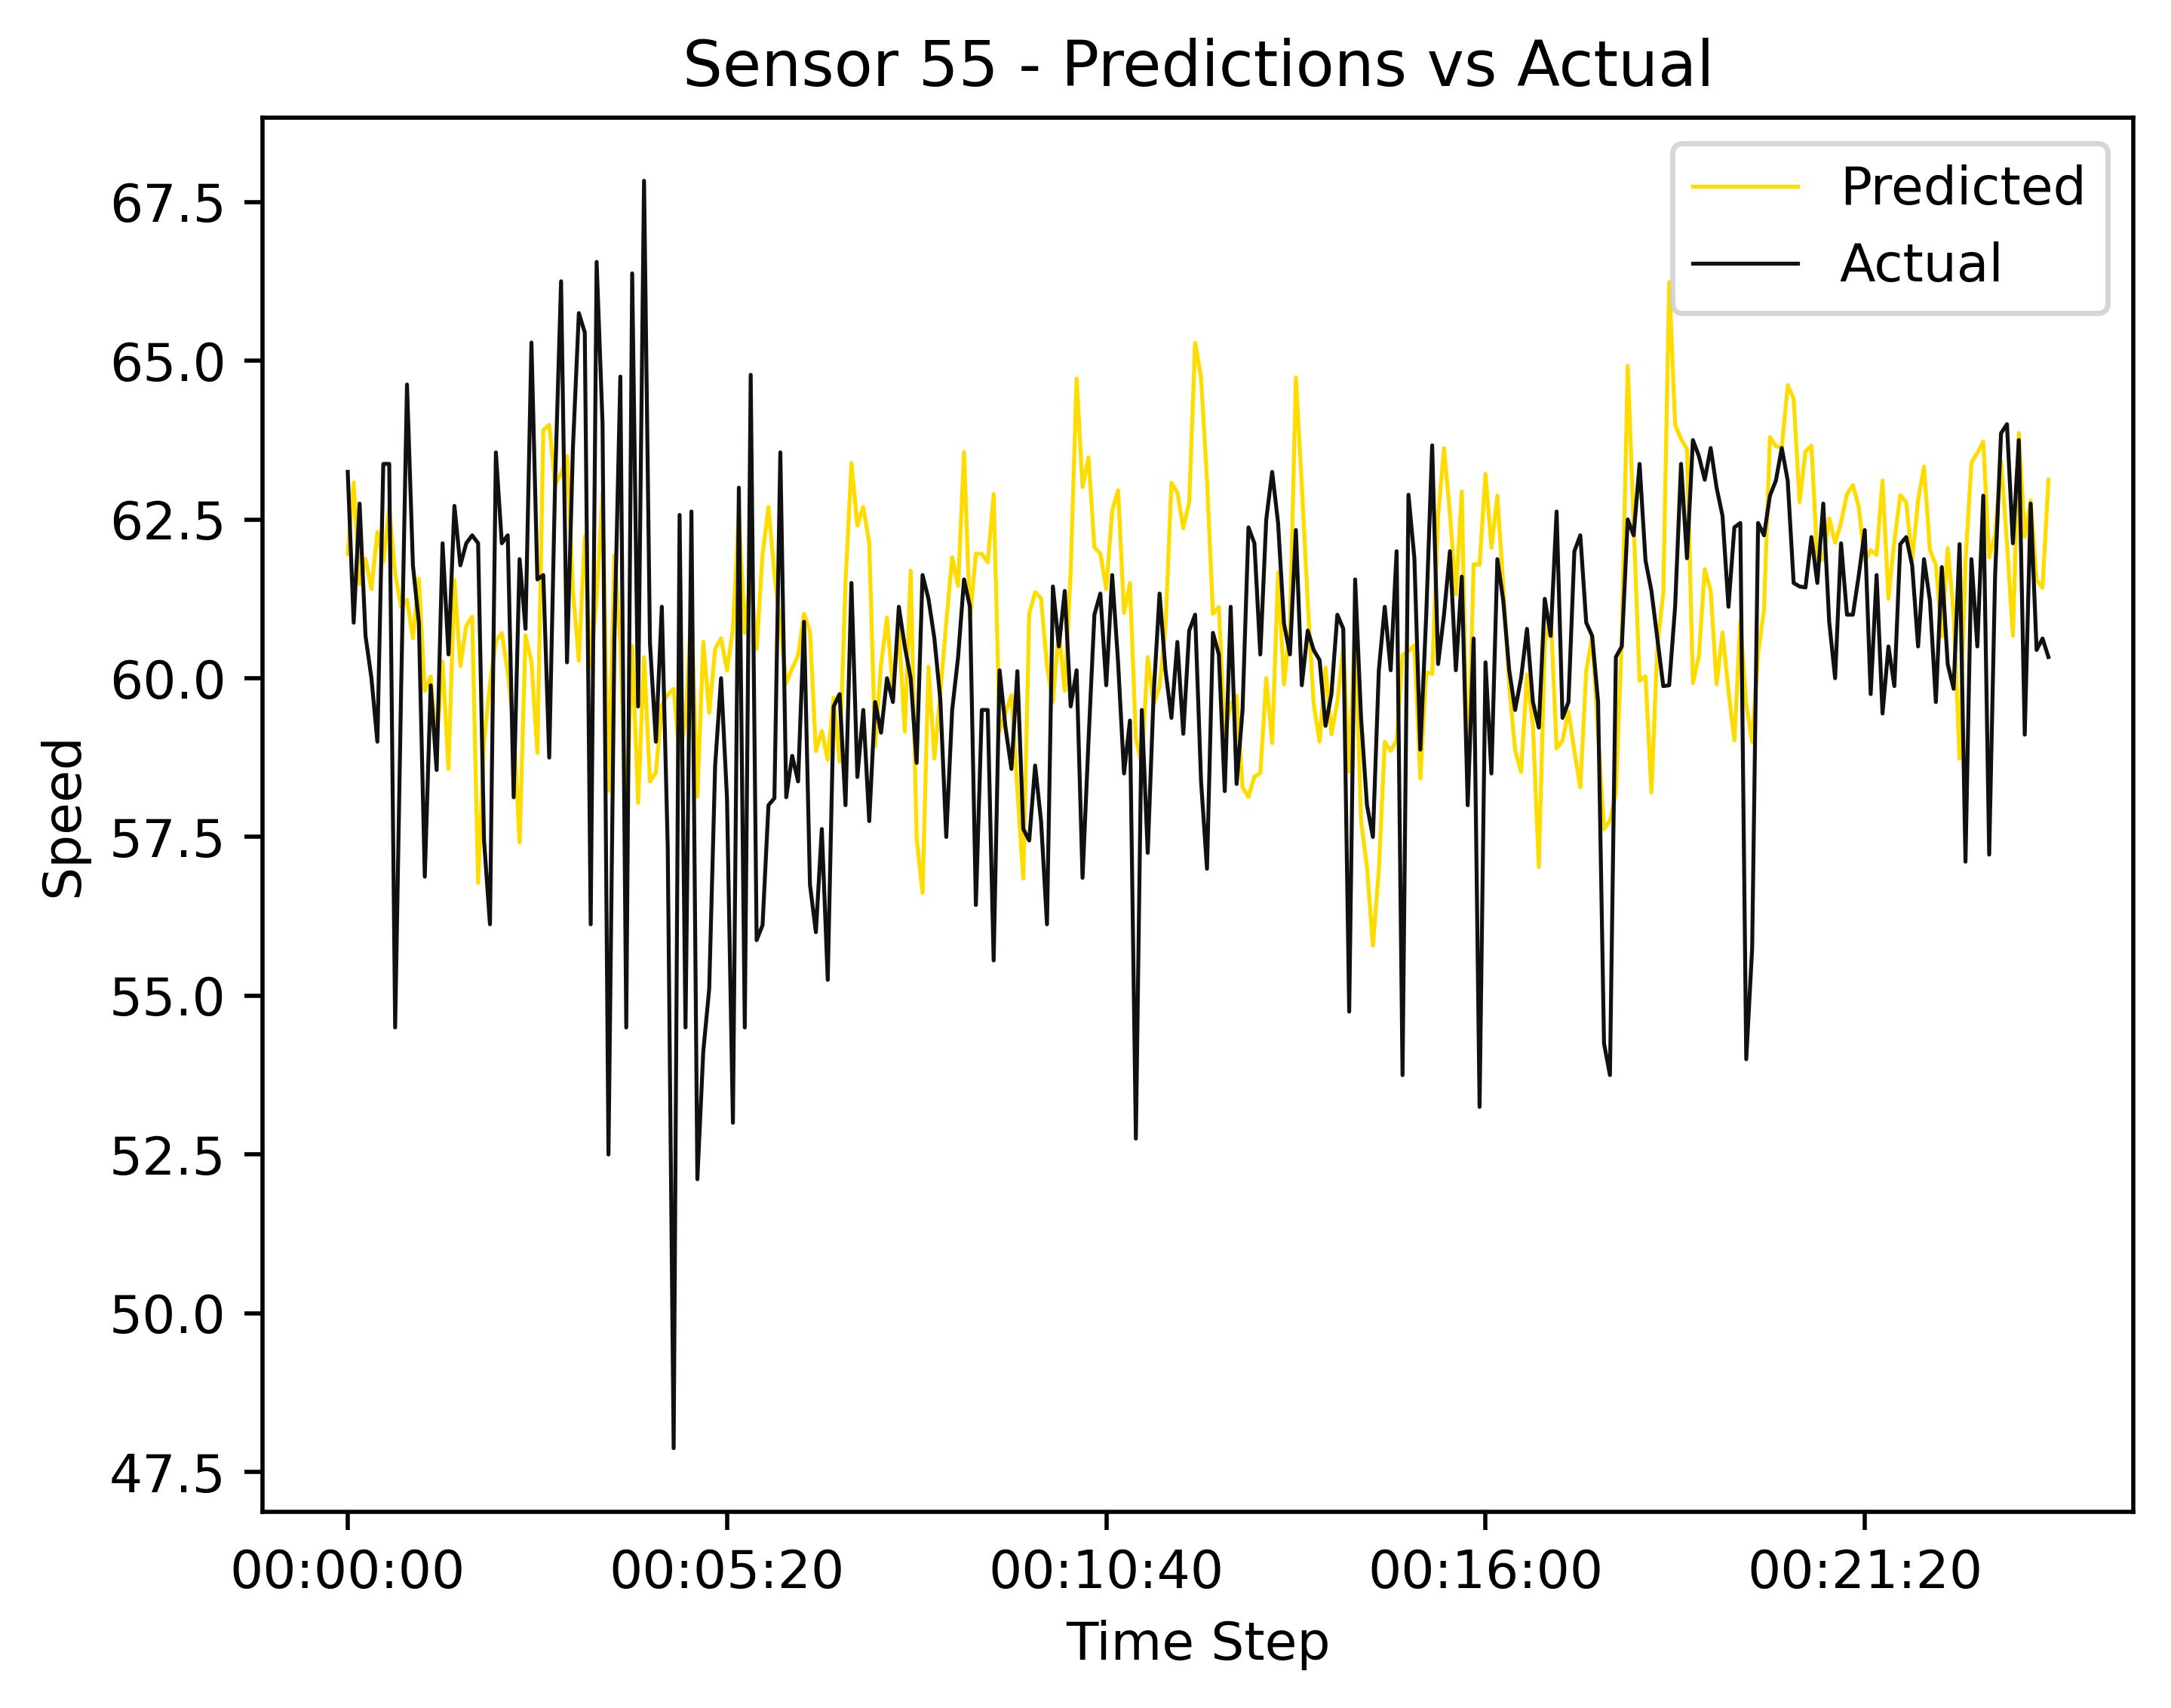 Sensor 55 - Predictions vs Actual
Predicted
Actual
67.5
65.0
62.5
60.0
57.5
55.0
52.5
50.0
47.5
Speed
00:00:00 00:05:20 00:10:40 00:16:00 00:21:20
Time Step